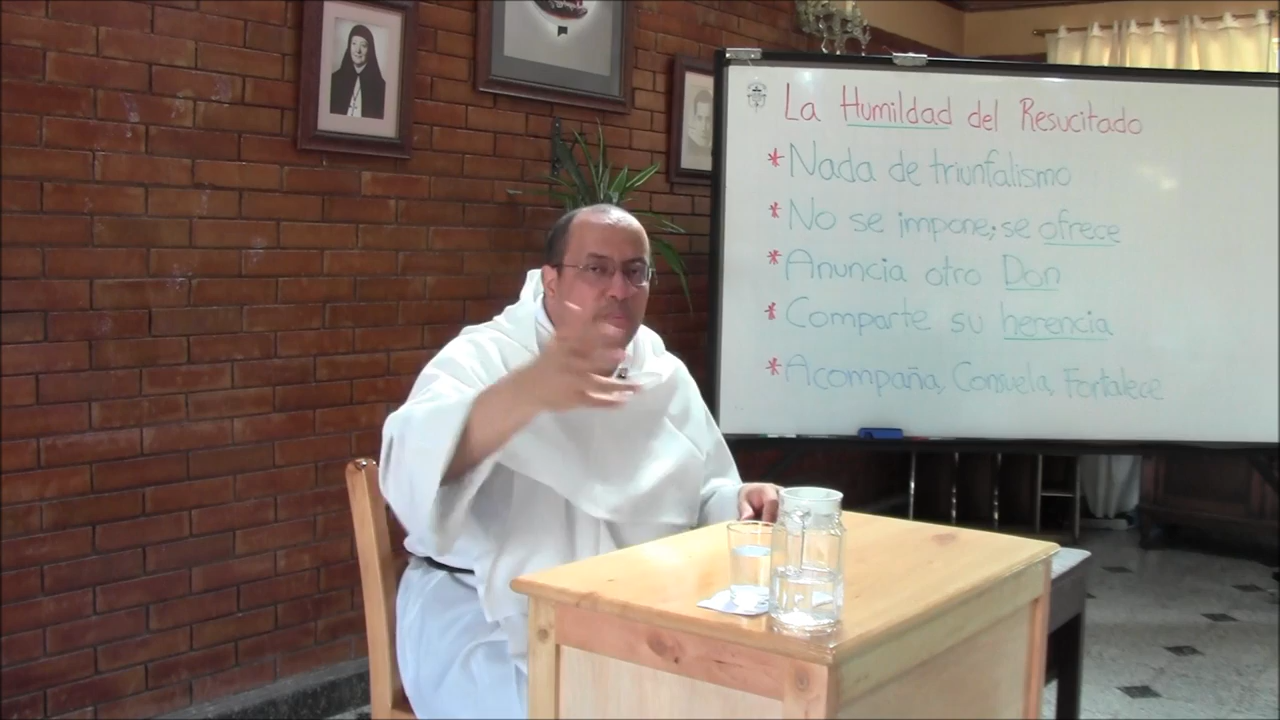 La Humildad del Resucitado
* Nada de triunfalismo
* No se impone; se ofrece
* Anuncia otro Don
* Comparte su herencia
* Acompaña, Consuela, Fortalece